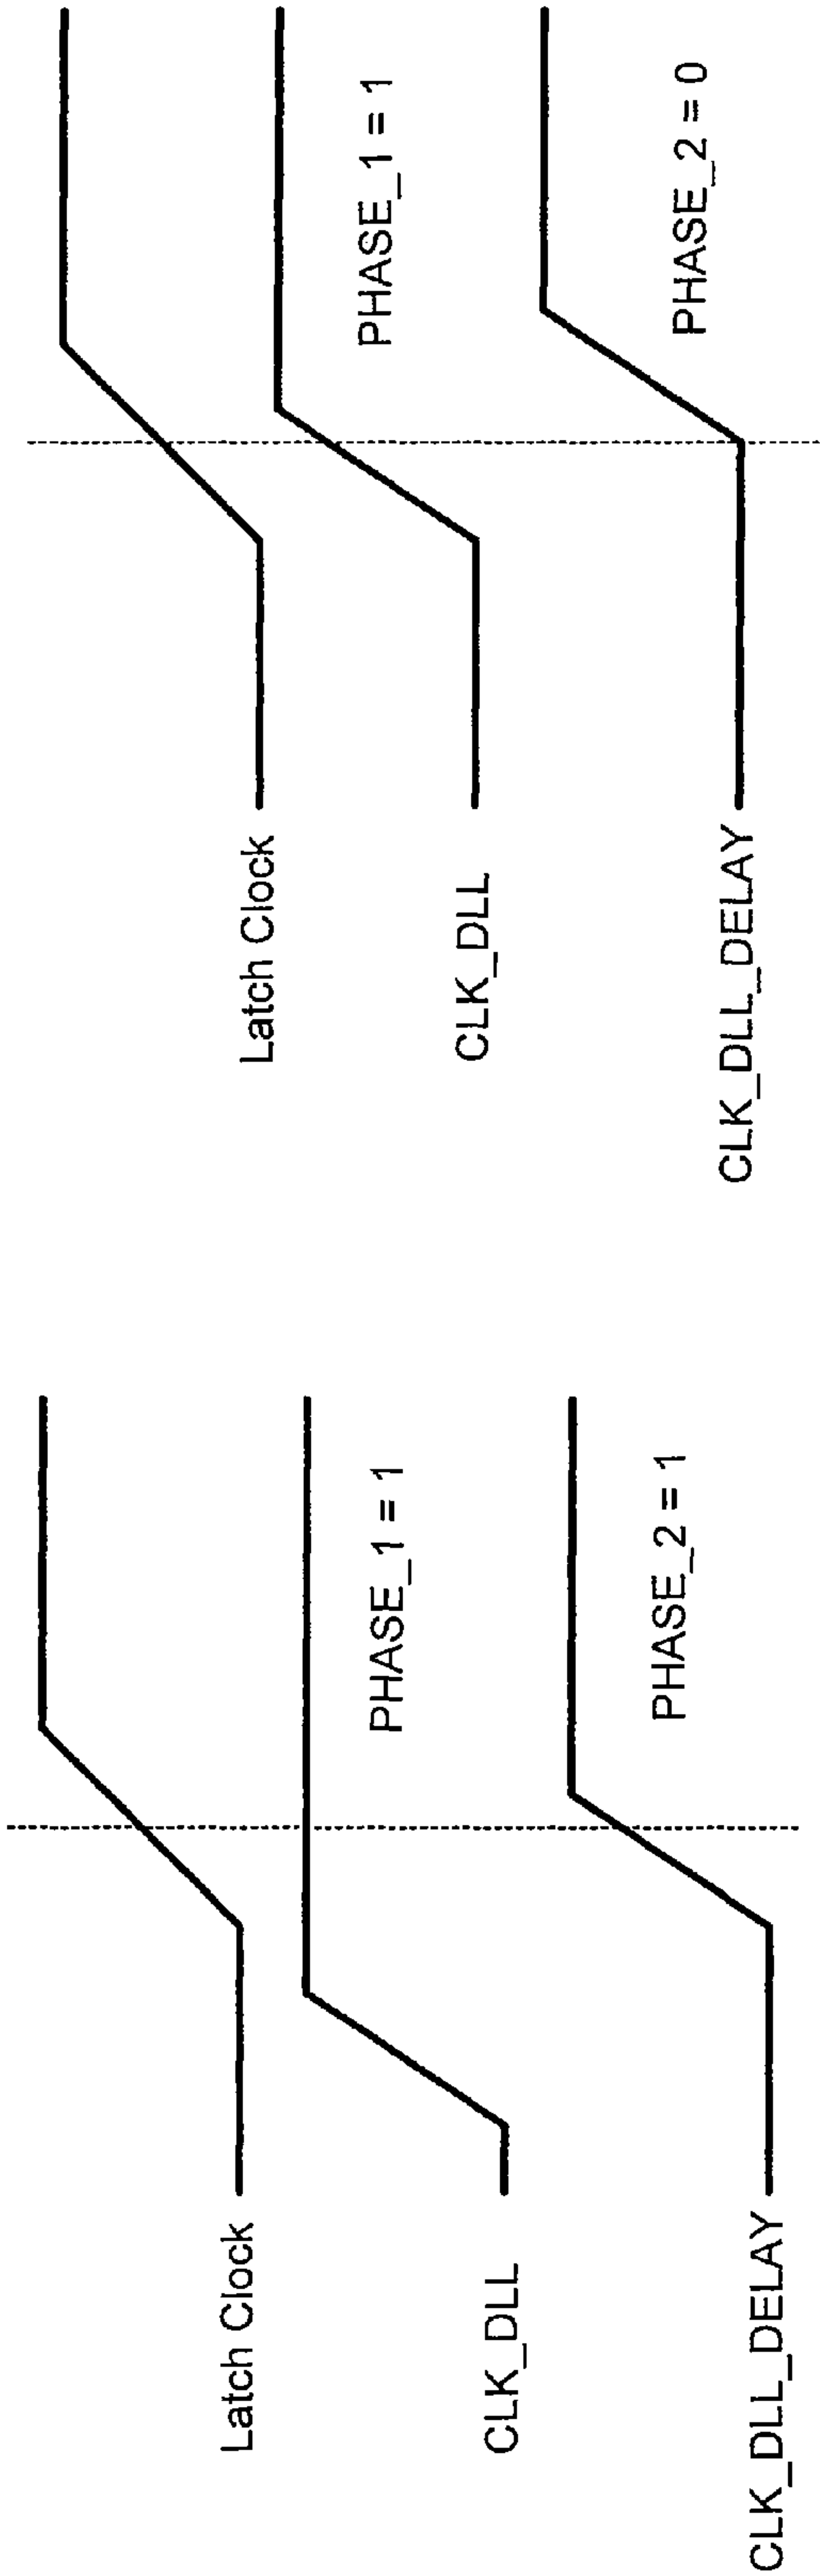 Latch Clock
CLK_DLL
PHASE_1 = 1
CLK_DLL_DELAY
PHASE_2 = 1
Latch Clock
CLK_DLL
PHASE_1 = 1
CLK_DLL_DELAY
PHASE_2 = 0